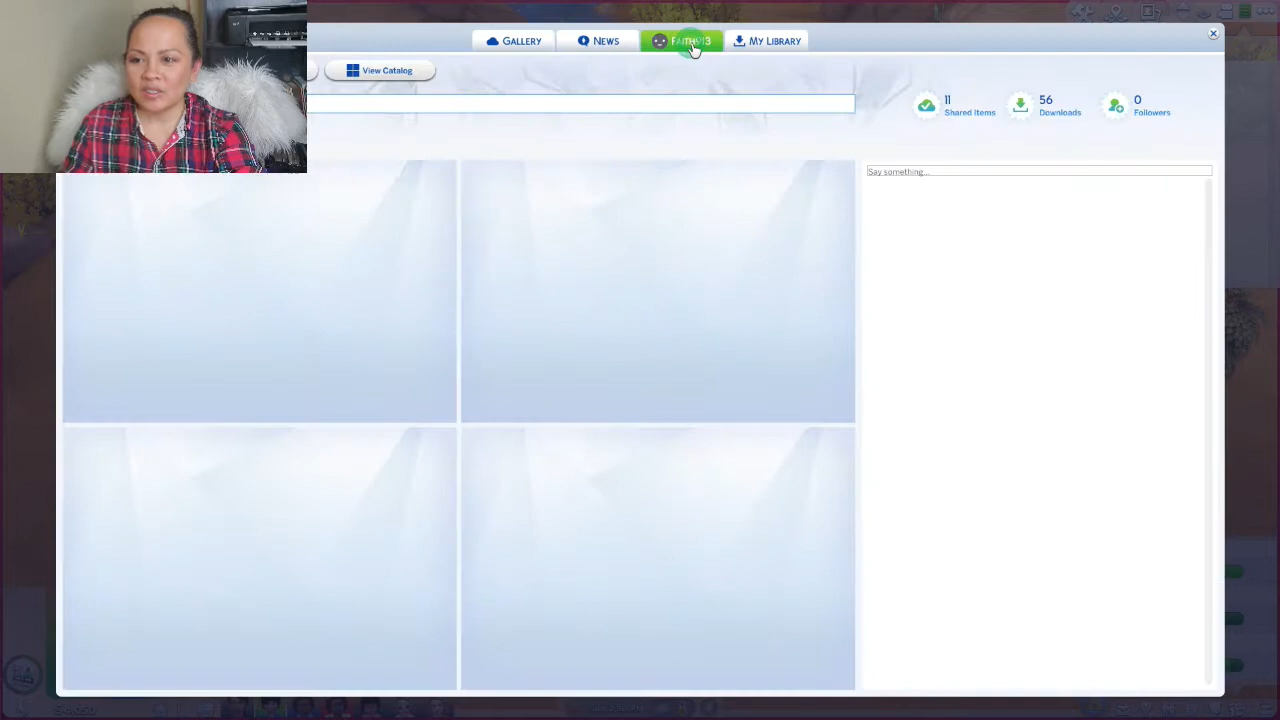 GALLERY
NEWS
MY LIBRARY
View Catalog
11
Shared Items
56
Downloads
0
Followers
Say something...